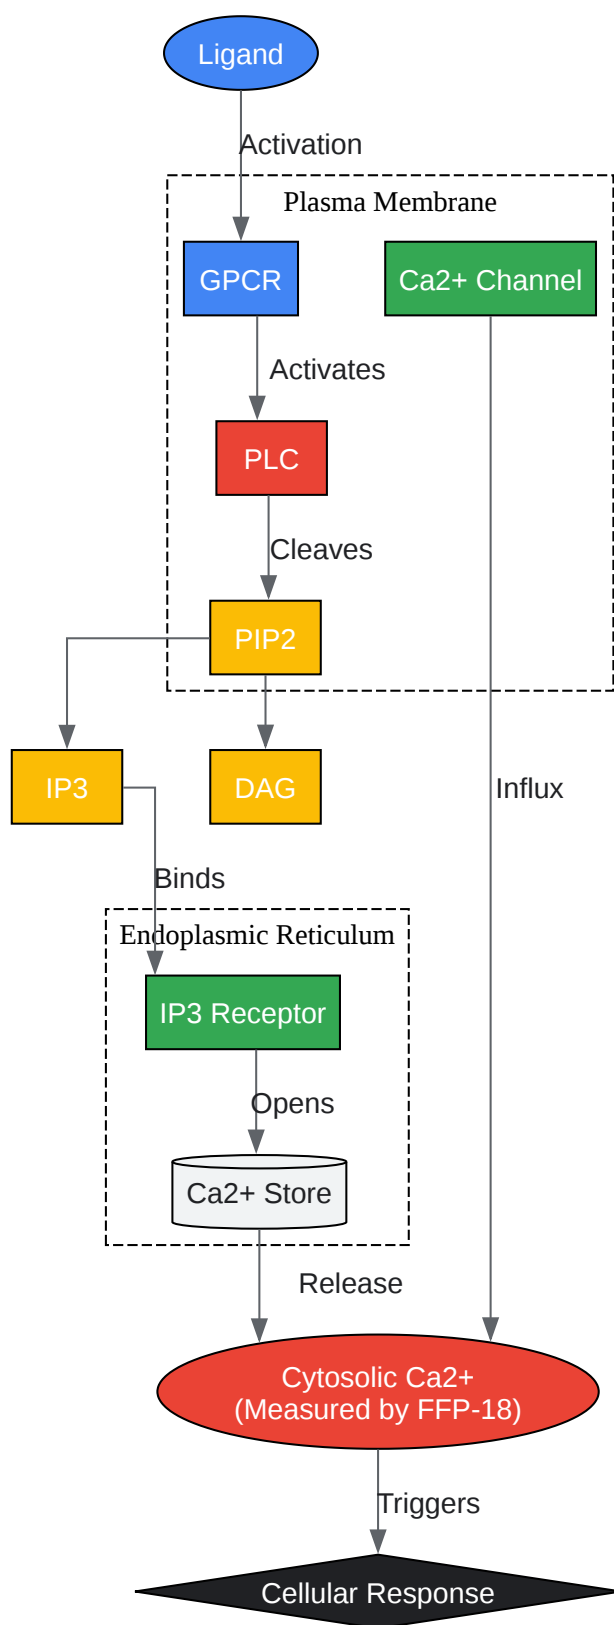 Ligand
Activation
Plasma Membrane
GPCR
Ca2+ Channel
Activates
PLC
Cleaves
PIP2
IP3
DAG
Influx
Binds
Endoplasmic Reticulum
IP3 Receptor
Opens
Ca2+ Store
Release
Cytosolic Ca2+
(Measured by FFP-18)
Triggers
Cellular Response